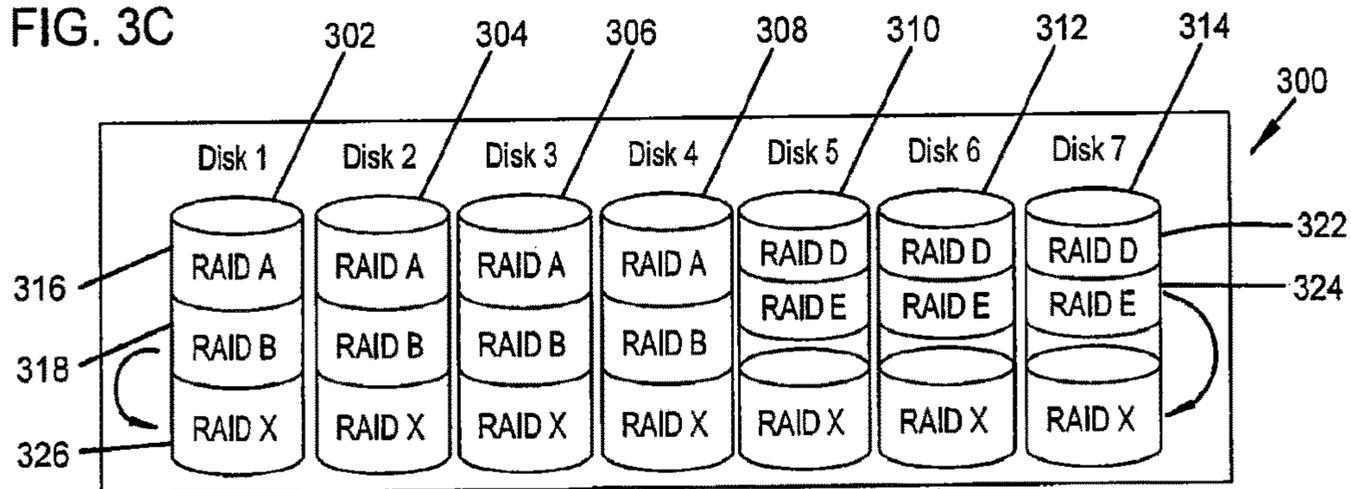 FIG. 3C
302 304 306 308 310 312 314
300
Disk 1 Disk 2 Disk 3 Disk 4 Disk 5 Disk 6 Disk 7
322
RAID A RAID A RAID A RAID A RAID D RAID D RAID D
316
324
RAID E RAID E RAID E
RAID B RAID B RAID B RAID B
318
RAID X RAID X RAID X RAID X RAID X RAID X RAID X
326